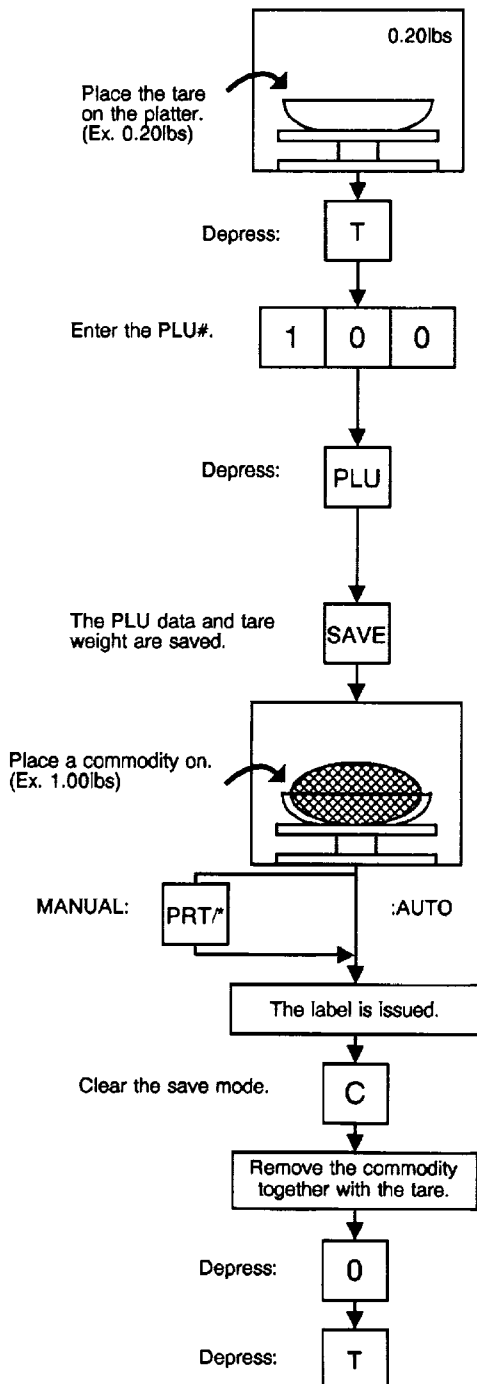 0.20lbs
Place the tare
on the platter.
(Ex. 0.20lbs)
Depress:
T
Enter the PLU#.
1 0 0
Depress:
PLU
The PLU data and tare
weight are saved.
SAVE
Place a commodity on.
(Ex. 1.00lbs)
MANUAL:
PRT/*
:AUTO
The label is issued.
Clear the save mode.
C
Remove the commodity
together with the tare.
Depress:
0
Depress:
T